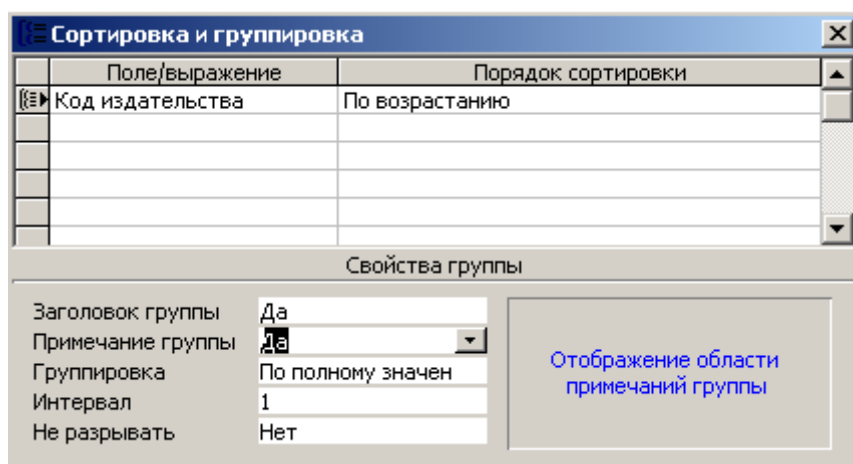 Сортировка и группировка
Поле/выражение Порядок сортировки
Код издательства По возрастанию
Свойства группы
Заголовок группы Да
Примечание группы Да
Группировка По полному значен
Интервал 1
Не разрывать Нет
Отображение области
примечаний группы